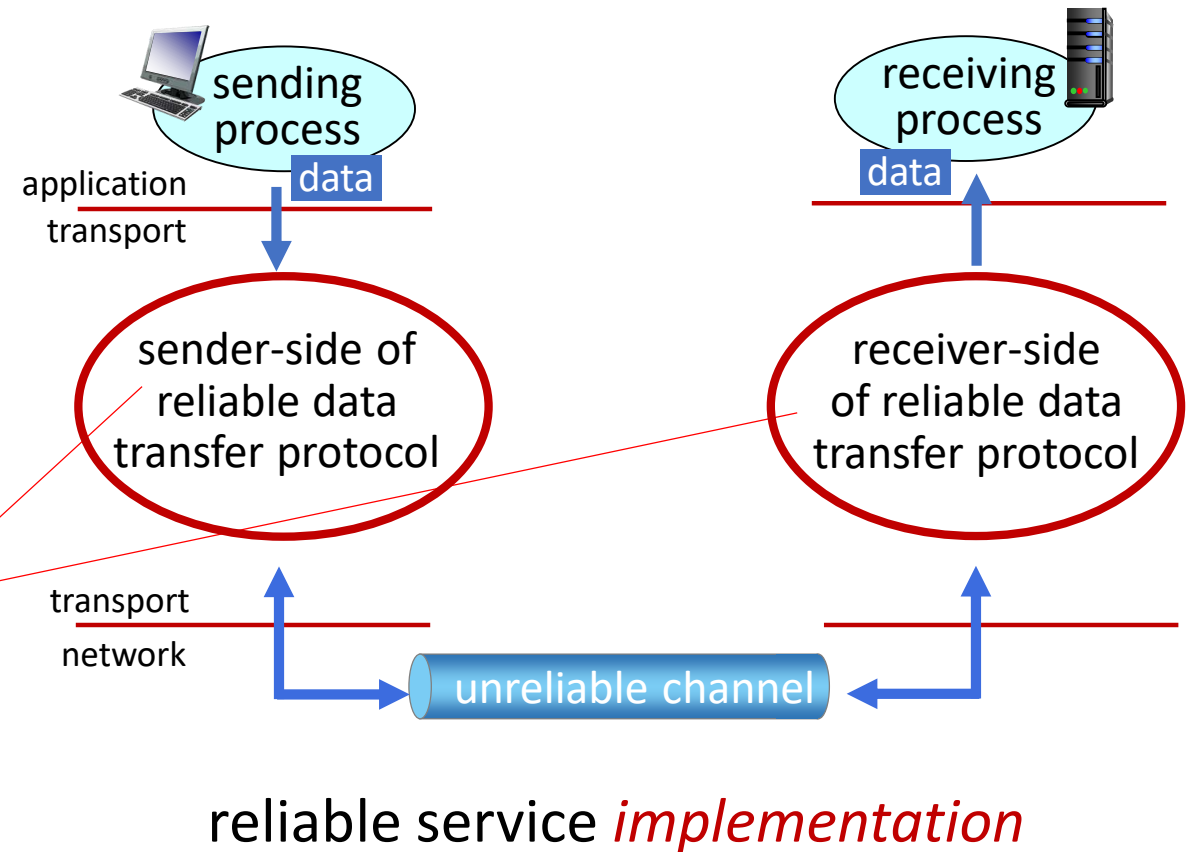 sending
process
data
receiving
process
data
application
transport
sender-side of
reliable data
transfer protocol
receiver-side
of reliable data
transfer protocol
transport
network
unreliable channel
reliable service implementation